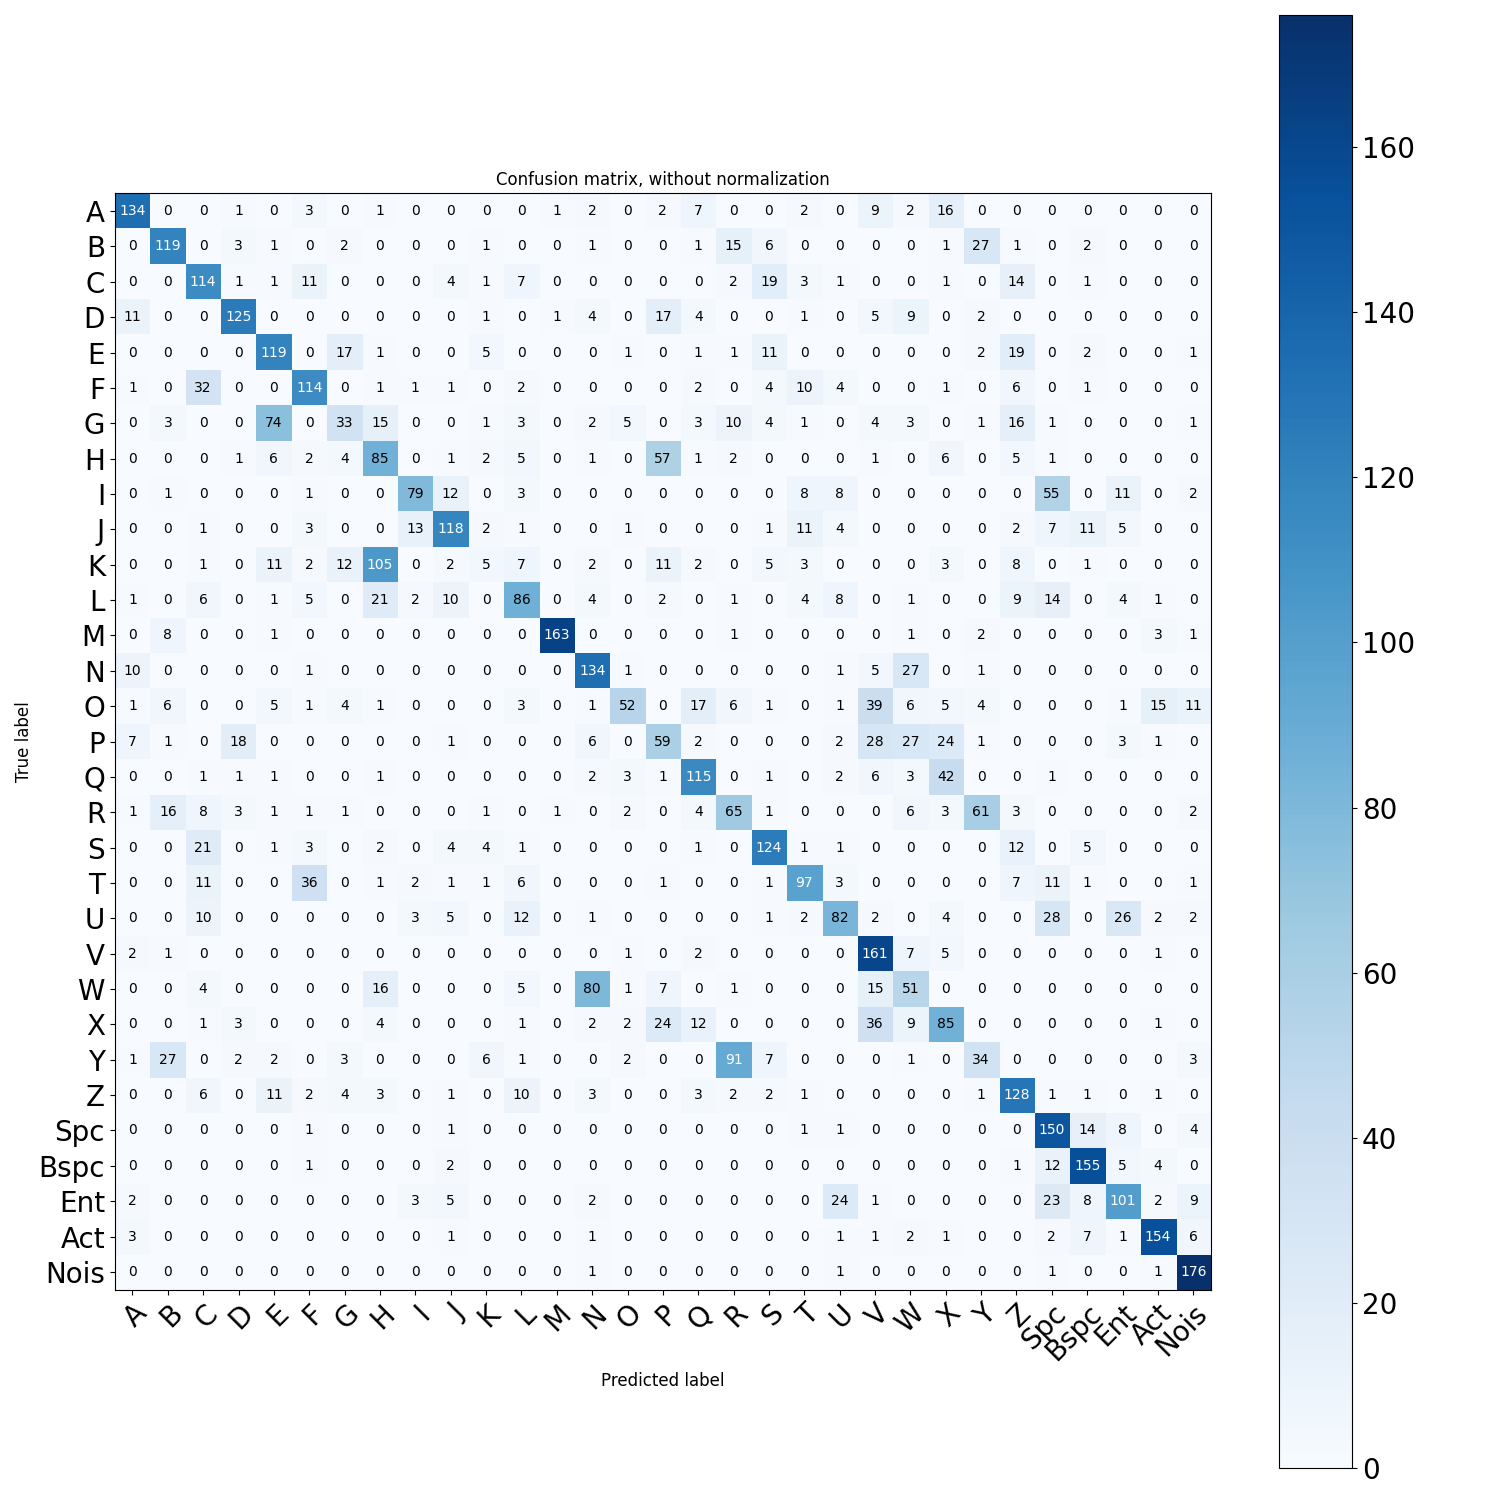 Confusion matrix, without normalization
A 134 0 0 1 0 3 0 1 0 0 0 0 1 2 0 2 7 0 0 2 0 9 2 16 0 0 0 0 0 0 0
B 0 119 0 3 1 0 2 0 0 0 1 0 0 1 0 0 1 15 6 0 0 0 0 1 27 1 0 2 0 0 0
C 0 0 114 1 1 11 0 0 0 4 1 7 0 0 0 0 0 2 19 3 1 0 0 1 0 14 0 1 0 0 0
D 11 0 0 125 0 0 0 0 0 0 1 0 1 4 0 17 4 0 0 1 0 5 9 0 2 0 0 0 0 0 0
E 0 0 0 0 119 0 17 1 0 0 5 0 0 0 1 0 1 1 11 0 0 0 0 0 2 19 0 2 0 0 1
F 1 0 32 0 0 114 0 1 1 1 0 2 0 0 0 0 2 0 4 10 4 0 0 1 0 6 0 1 0 0 0
G 0 3 0 0 74 0 33 15 0 0 1 3 0 2 5 0 3 10 4 1 0 4 3 0 1 16 1 0 0 0 1
H 0 0 0 1 6 2 4 85 0 1 2 5 0 1 0 57 1 2 0 0 0 1 0 6 0 5 1 0 0 0 0
I 0 1 0 0 0 1 0 0 79 12 0 3 0 0 0 0 0 0 0 8 8 0 0 0 0 0 55 0 11 0 2
J 0 0 1 0 0 3 0 0 13 118 2 1 0 0 1 0 0 0 1 11 4 0 0 0 0 2 7 11 5 0 0
K 0 0 1 0 11 2 12 105 0 2 5 7 0 2 0 11 2 0 5 3 0 0 0 3 0 8 0 1 0 0 0
L 1 0 6 0 1 5 0 21 2 10 0 86 0 4 0 2 0 1 0 4 8 0 1 0 0 9 14 0 4 1 0
M 0 8 0 0 1 0 0 0 0 0 0 0 163 0 0 0 0 1 0 0 0 0 1 0 2 0 0 0 0 3 1
N 10 0 0 0 0 1 0 0 0 0 0 0 0 134 1 0 0 0 0 0 1 5 27 0 1 0 0 0 0 0 0
O 1 6 0 0 5 1 4 1 0 0 0 3 0 1 52 0 17 6 1 0 1 39 6 5 4 0 0 0 1 15 11
P 7 1 0 18 0 0 0 0 0 1 0 0 0 6 0 59 2 0 0 0 2 28 27 24 1 0 0 0 3 1 0
Q 0 0 1 1 1 0 0 1 0 0 0 0 0 2 3 1 115 0 1 0 2 6 3 42 0 0 1 0 0 0 0
R 1 16 8 3 1 1 1 0 0 0 1 0 1 0 2 0 4 65 1 0 0 0 6 3 61 3 0 0 0 0 2
S 0 0 21 0 1 3 0 2 0 4 4 1 0 0 0 0 1 0 124 1 1 0 0 0 0 12 0 5 0 0 0
T 0 0 11 0 0 36 0 1 2 1 1 6 0 0 0 1 0 0 1 97 3 0 0 0 0 7 11 1 0 0 1
U 0 0 10 0 0 0 0 0 3 5 0 12 0 1 0 0 0 0 1 2 82 2 0 4 0 0 28 0 26 2 2
V 2 1 0 0 0 0 0 0 0 0 0 0 0 0 1 0 2 0 0 0 0 161 7 5 0 0 0 0 0 1 0
W 0 0 4 0 0 0 0 16 0 0 0 5 0 80 1 7 0 1 0 0 0 15 51 0 0 0 0 0 0 0 0
X 0 0 1 3 0 0 0 4 0 0 0 1 0 2 2 24 12 0 0 0 0 36 9 85 0 0 0 0 0 1 0
Y 1 27 0 2 2 0 3 0 0 0 6 1 0 0 2 0 0 91 7 0 0 0 1 0 34 0 0 0 0 0 3
Z 0 0 6 0 11 2 4 3 0 1 0 10 0 3 0 0 3 2 2 1 0 0 0 0 1 128 1 1 0 1 0
Spc 0 0 0 0 0 1 0 0 0 1 0 0 0 0 0 0 0 0 0 1 1 0 0 0 0 0 150 14 8 0 4
Bspc 0 0 0 0 0 1 0 0 0 2 0 0 0 0 0 0 0 0 0 0 0 0 0 0 0 1 12 155 5 4 0
Ent 2 0 0 0 0 0 0 0 3 5 0 0 0 2 0 0 0 0 0 0 24 1 0 0 0 0 23 8 101 2 9
Act 3 0 0 0 0 0 0 0 0 1 0 0 0 1 0 0 0 0 0 0 1 1 2 1 0 0 2 7 1 154 6
Nois 0 0 0 0 0 0 0 0 0 0 0 0 0 1 0 0 0 0 0 0 1 0 0 0 0 0 1 0 0 1 176
A B C D E F G H I J K L M N O P Q R S T U V W X Y Z Spc Bspc Ent Act Nois
Predicted label
True label
160
140
120
100
80
60
40
20
0